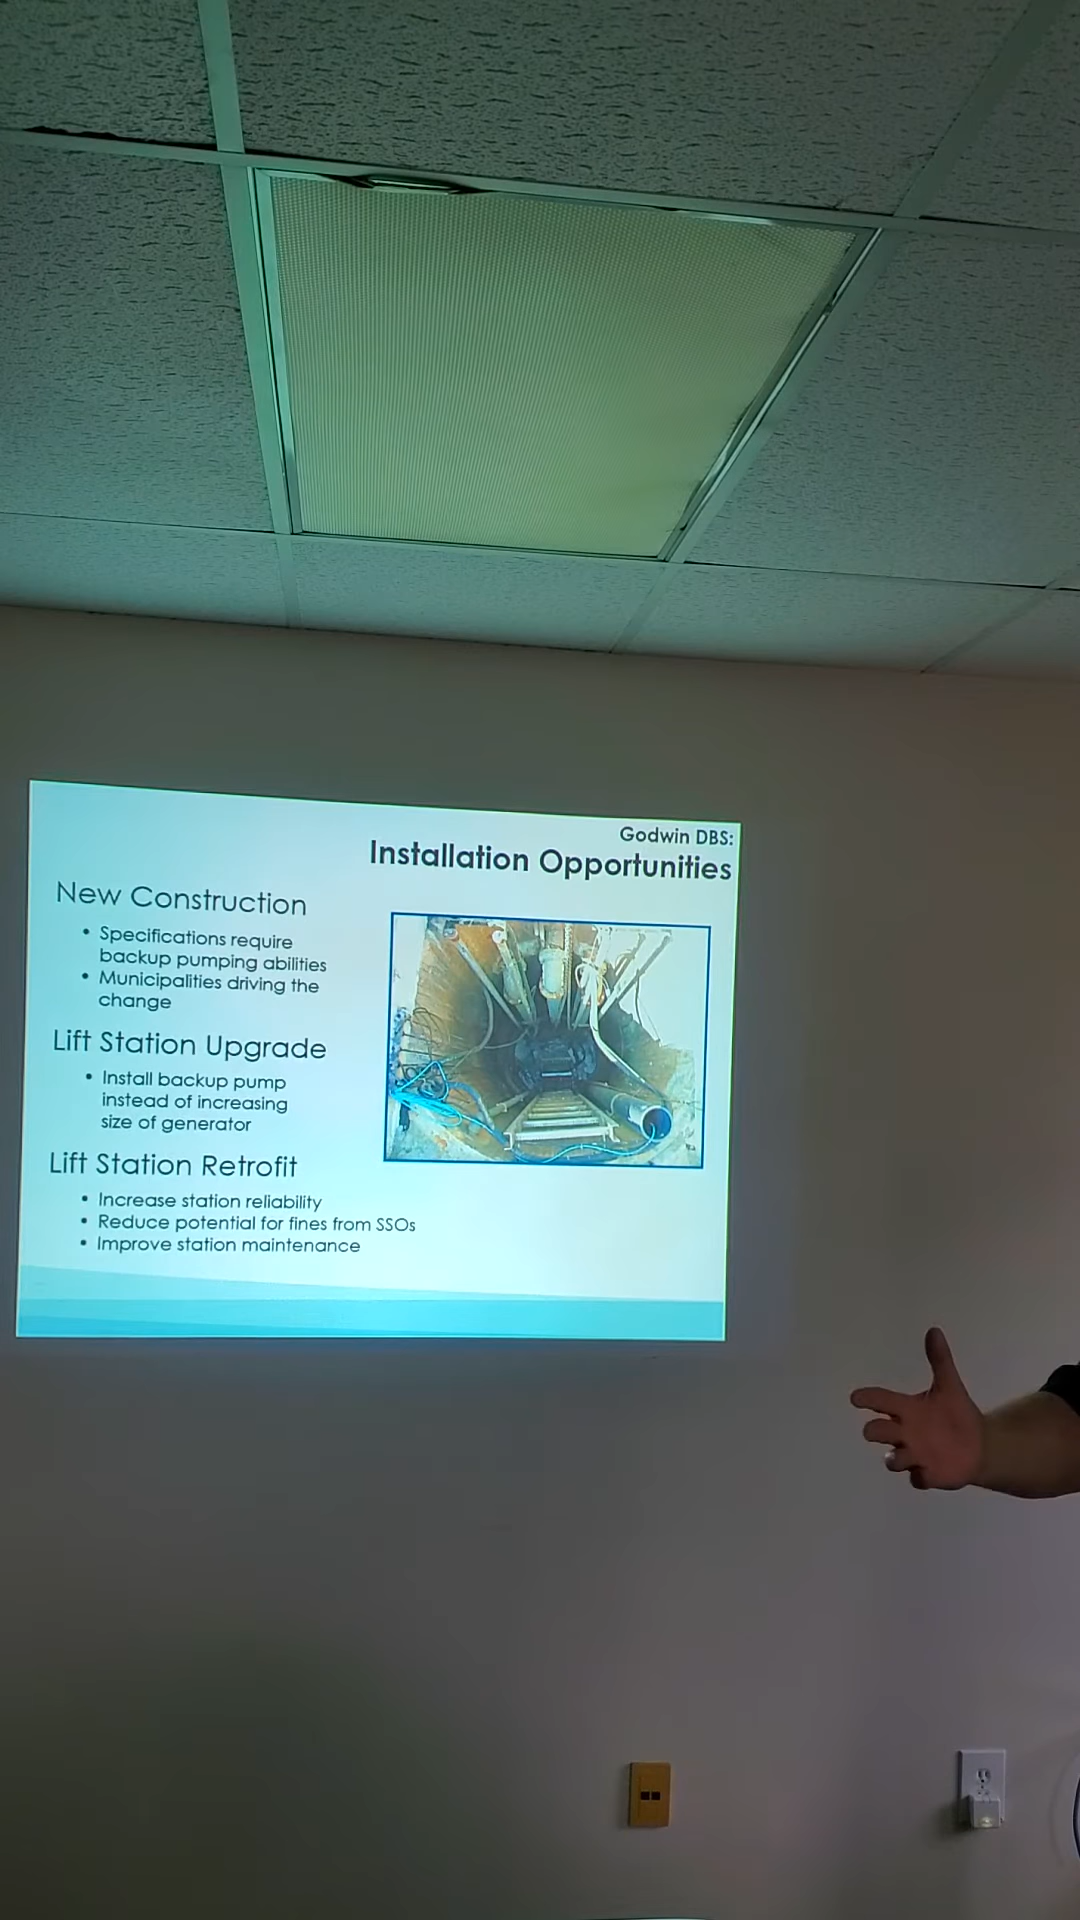 Godwin DBS:
Installation Opportunities
New Construction
• Specifications require
backup pumping abilities
• Municipalities driving the
change
Lift Station Upgrade
• Install backup pump
instead of increasing
size of generator
Lift Station Retrofit
• Increase station reliability
• Reduce potential for fines from SSOs
• Improve station maintenance